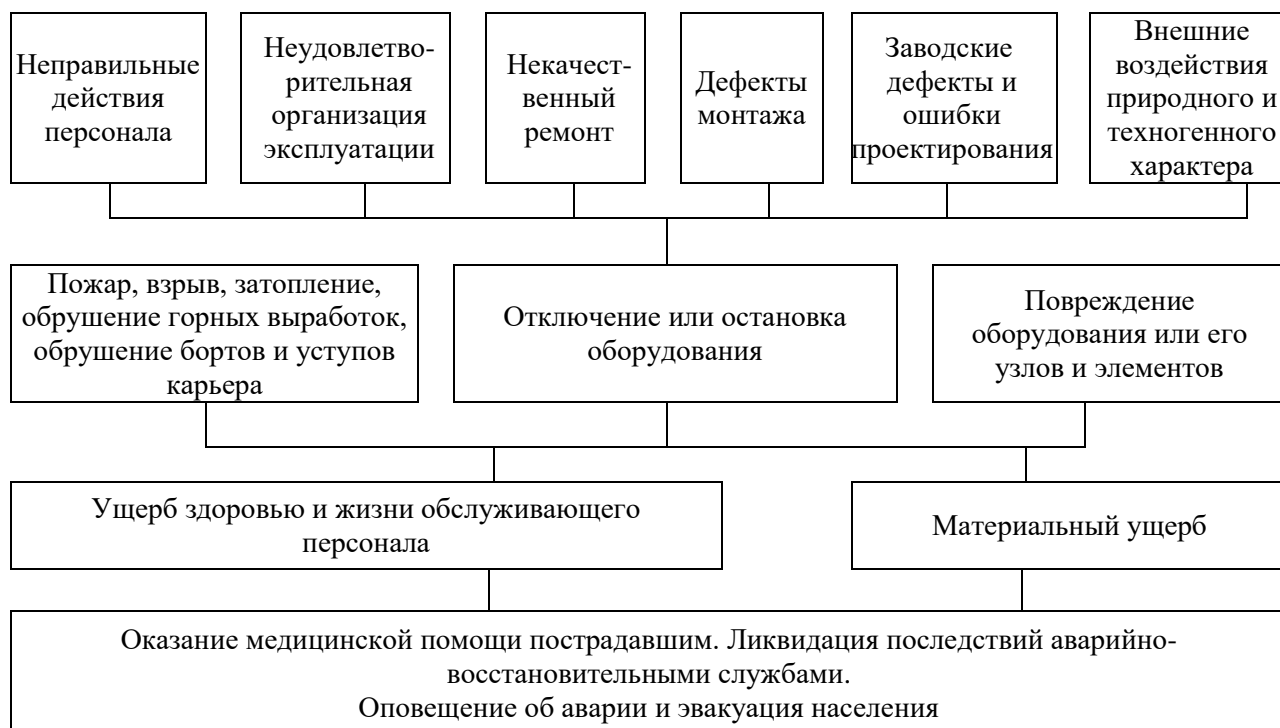 Неправильные
действия
персонала
Неудовлетво-
рительная
организация
эксплуатации
Некачест-
венный
ремонт
Дефекты
монтажа
Заводские
дефекты и
ошибки
проектирования
Внешние
воздействия
природного и
техногенного
характера
Пожар, взрыв, затопление,
обрушение горных выработок,
обрушение бортов и уступов
карьера
Отключение или остановка
оборудования
Повреждение
оборудования или его
узлов и элементов
Ущерб здоровью и жизни обслуживающего
персонала
Материальный ущерб
Оказание медицинской помощи пострадавшим. Ликвидация последствий аварийно-
восстановительными службами.
Оповещение об аварии и эвакуация населения